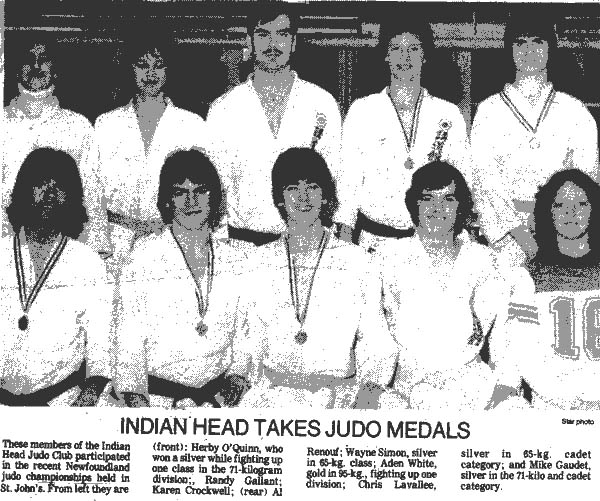 16
Star photo
INDIAN HEAD TAKES JUDO MEDALS
These members of the Indian
Head Judo Club participated
in the recent Newfoundland
judo championships held in
St. John's. From left they are
(front): Herby O'Quinn, who
won a silver while fighting up
one class in the 71-kilogram
division;, Randy Gallant;
Karen Crockwell; (rear) Al
Renouf; Wayne Simon, silver
in 65-kg. class; Aden White,
gold in 95-kg., fighting up one
division; Chris Lavallee,
silver in 65-kg. cadet
category; and Mike Gaudet,
silver in the 71-kilo and cadet
category.